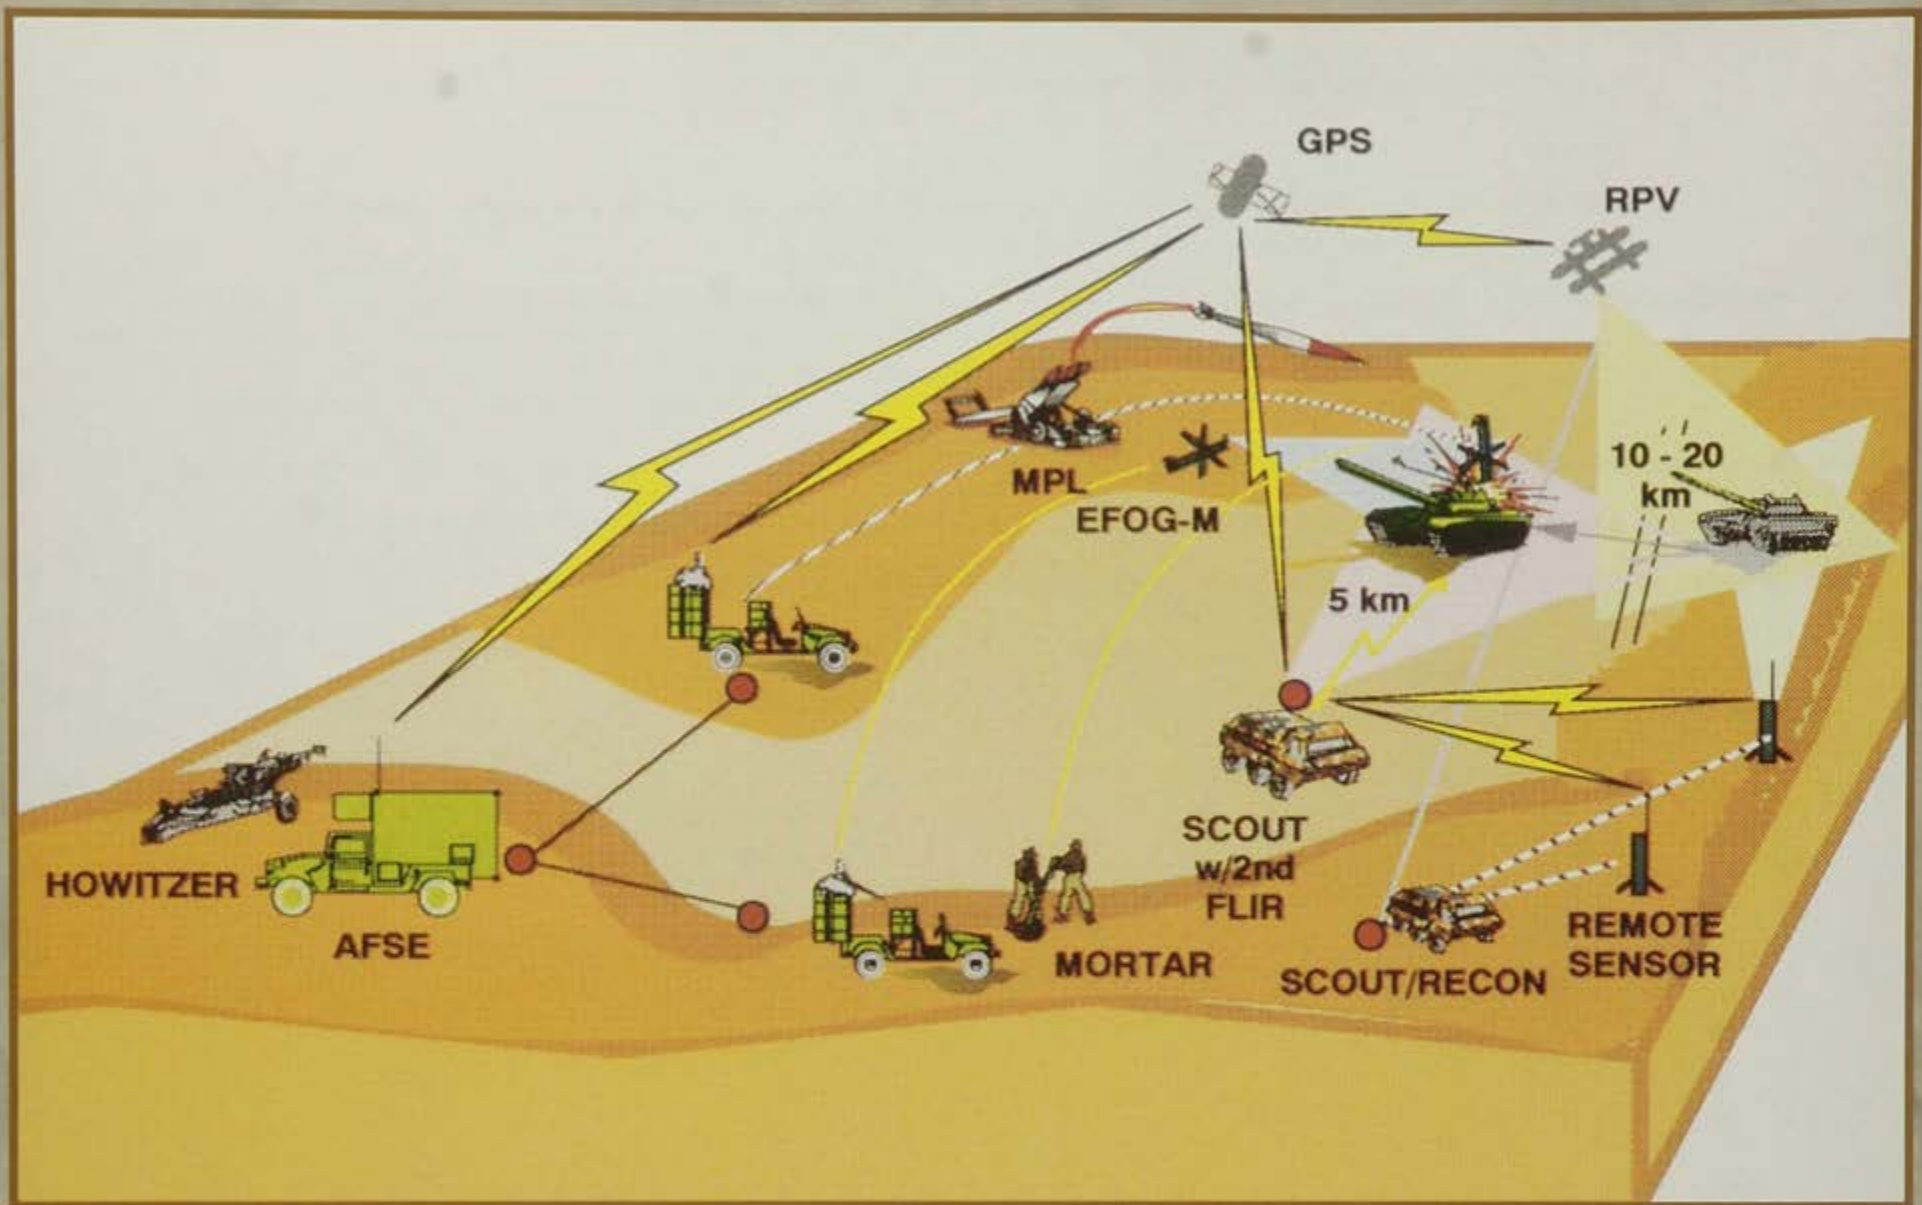 GPS
RPV
10 - 20
km
MPL
EFOG-M
5 km
HOWITZER
AFSE
MORTAR
SCOUT
w/2nd
FLIR
SCOUT/RECON
REMOTE
SENSOR